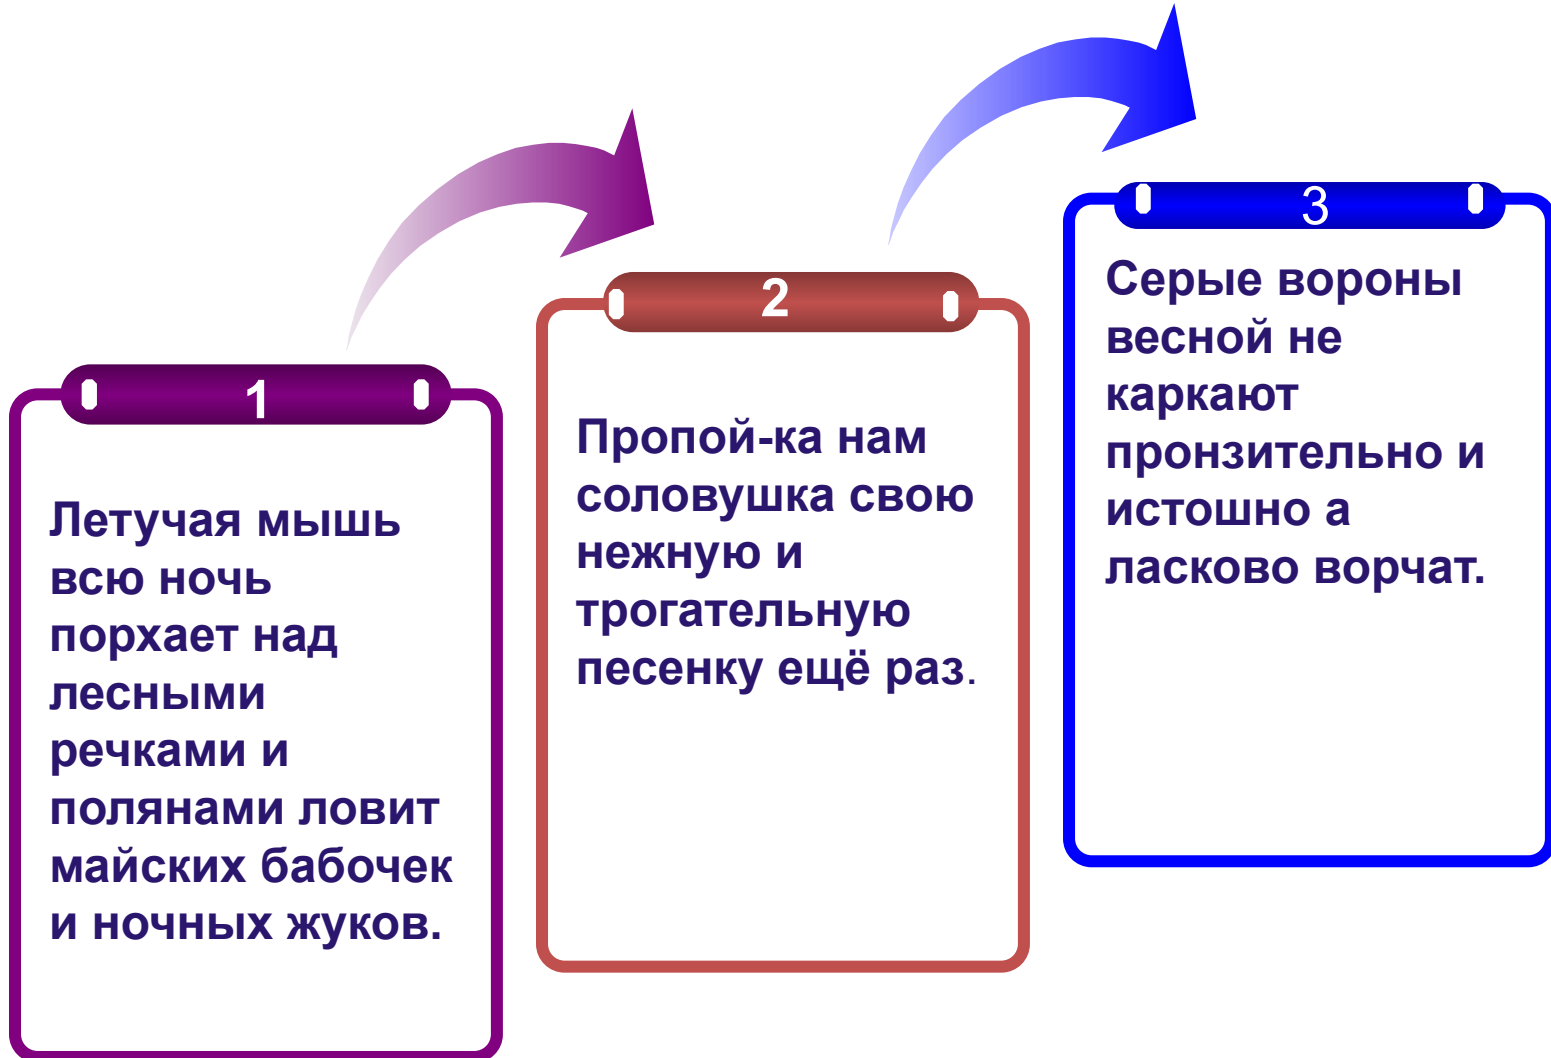 1
Летучая мышь
всю ночь
порхает над
лесными
речками и
полянами ловит
майских бабочек
и ночных жуков.
2
Пропой-ка нам
соловушка свою
нежную и
трогательную
песенку ещё раз.
3
Серые вороны
весной не
каркают
пронзительно и
истошно а
ласково ворчат.